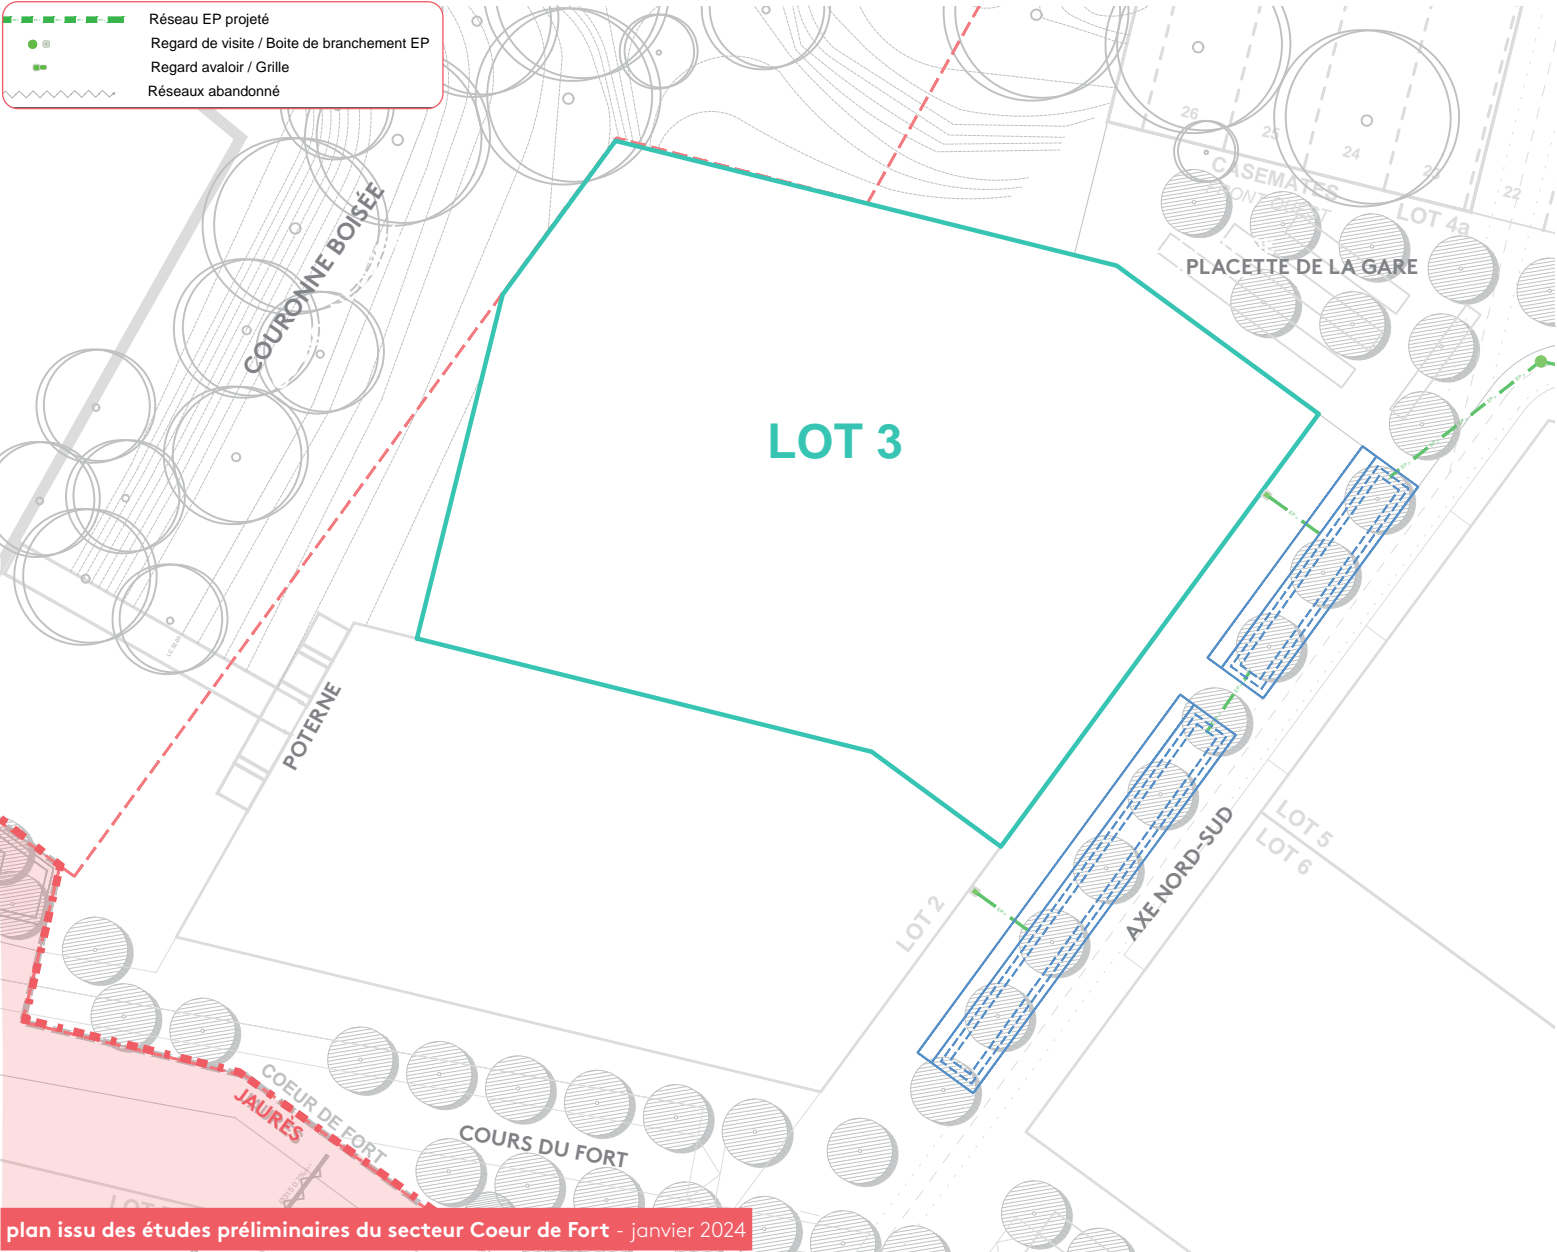 Réseau EP projeté
Regard de visite / Boite de branchement EP
Regard avaloir / Grille
Réseaux abandonné
26
25
24
23
22
CASEMATES
FRONT OUEST
LOT 4a
PLACETTE DE LA GARE
COURONNE BOISÉE
LOT 3
POTERNE
LOT 5
LOT 6
AXE NORD-SUD
LOT 2
COEUR DE FORT
JAURÈS
COURS DU FORT
LOT
plan issu des études préliminaires du secteur Coeur de Fort - janvier 2024